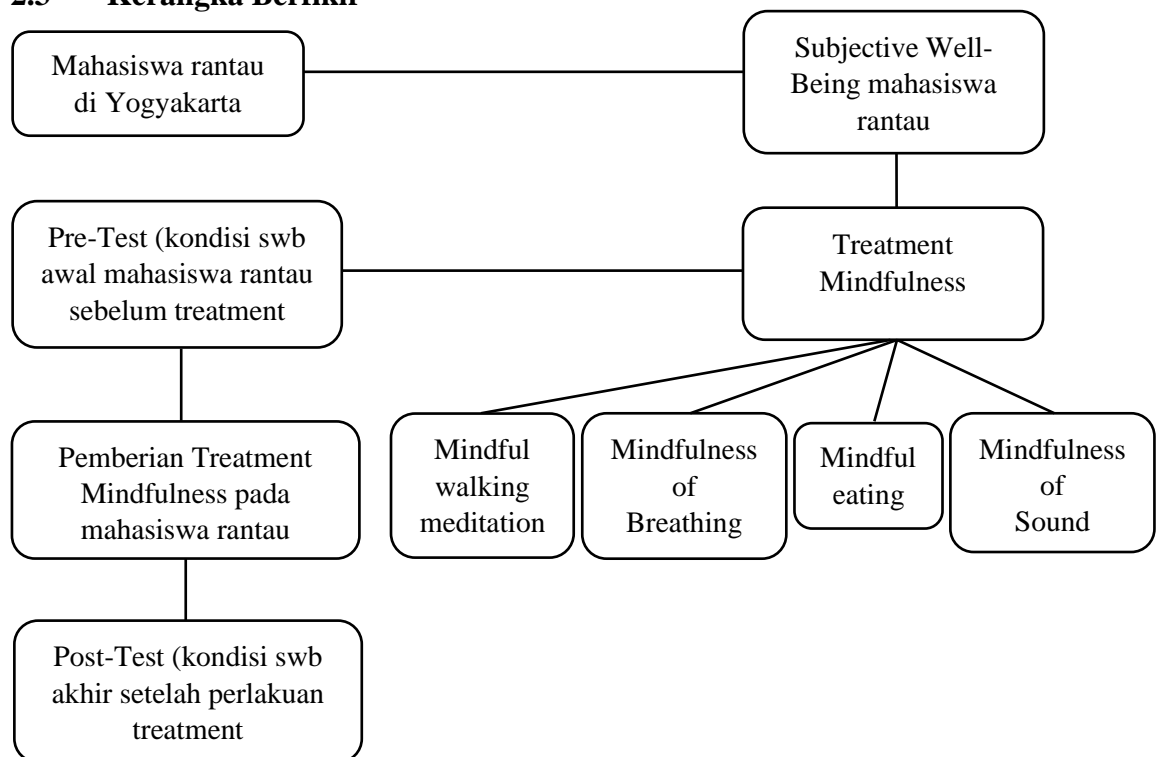 2.3 Kerangka Berfikir
Mahasiswa rantau
di Yogyakarta
Subjective Well-
Being mahasiswa
rantau
Pre-Test (kondisi swb
awal mahasiswa rantau
sebelum treatment
Treatment
Mindfulness
Pemberian Treatment
Mindfulness pada
mahasiswa rantau
Mindful
walking
meditation
Mindfulness
of
Breathing
Mindful
eating
Mindfulness
of
Sound
Post-Test (kondisi swb
akhir setelah perlakuan
treatment